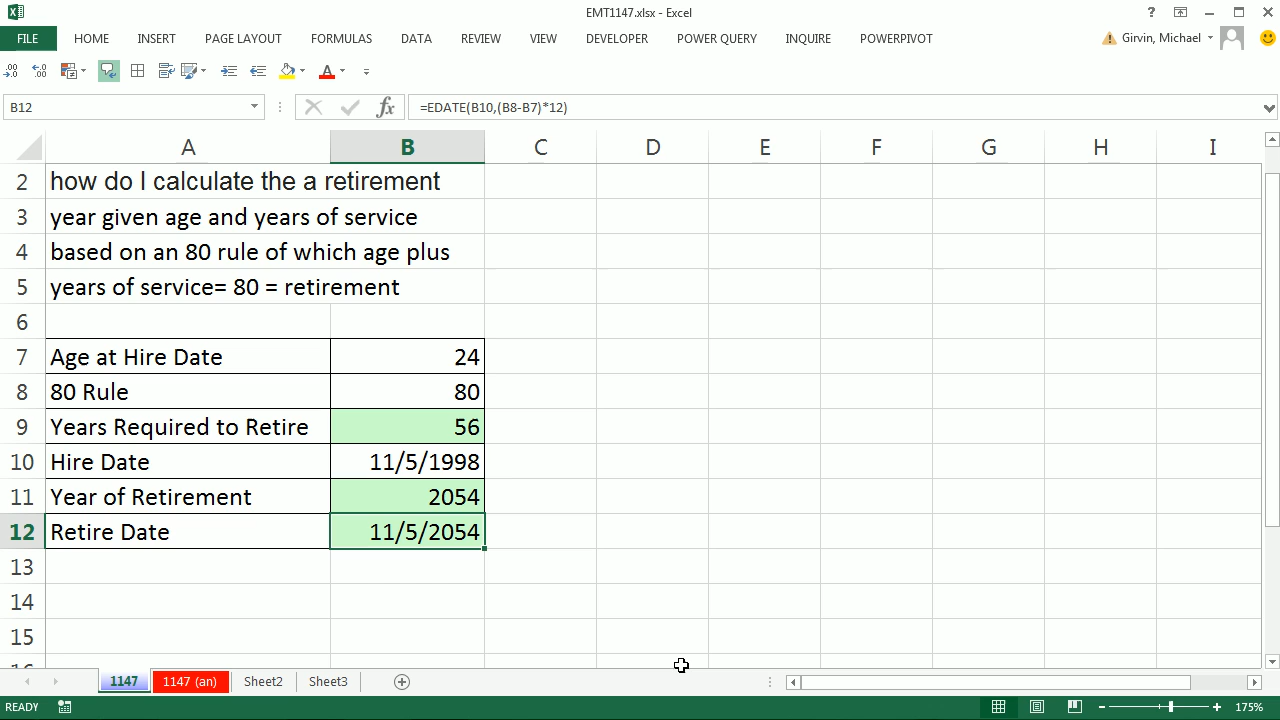 EMT1147.xlsx - Excel
FILE HOME INSERT PAGE LAYOUT FORMULAS DATA REVIEW VIEW DEVELOPER POWER QUERY INQUIRE POWERPIVOT Girvin, Michael
B12 fx =EDATE(B10,(B8-B7)*12)
A B C D E F G H I
2 how do I calculate the a retirement
3 year given age and years of service
4 based on an 80 rule of which age plus
5 years of service= 80 = retirement
6
7 Age at Hire Date 24
8 80 Rule 80
9 Years Required to Retire 56
10 Hire Date 11/5/1998
11 Year of Retirement 2054
12 Retire Date 11/5/2054
13
14
15
1147 1147 (an) Sheet2 Sheet3
READY 175%